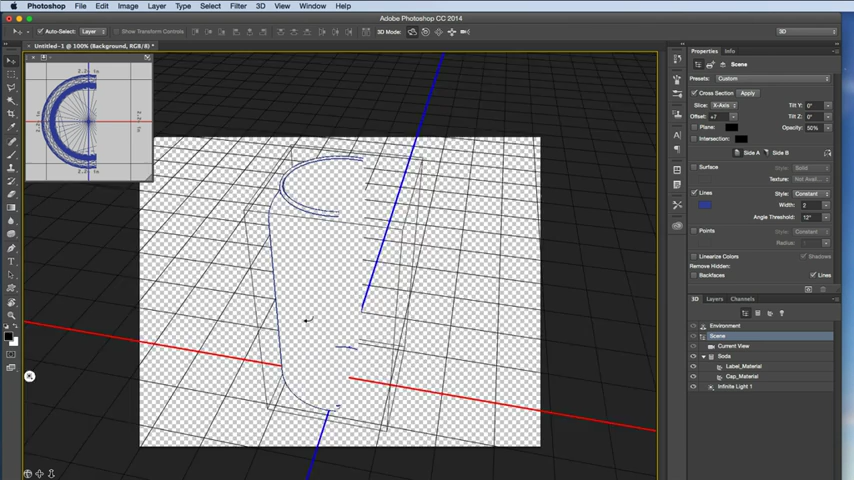 Photoshop File Edit Image Layer Type Select Filter 3D View Window Help
Adobe Photoshop CC 2014
Auto-Select: Layer Show Transform Controls 3D Mode: 3D
Untitled-1 @ 100% (Background, RGB/8) *
Properties Info
Scene
Presets: Custom
Cross Section Apply
Slice: X-Axis Tilt Y: 0°
Offset: +7 Tilt Z: 0°
Plane: Opacity: 50%
Intersection:
Side A Side B
Surface Style: Solid
Texture: Not Avai...
Lines Style: Constant
Width: 2
Angle Threshold: 12°
Points Style: Constant
Radius: 1
Linearize Colors Shadows
Remove Hidden:
Backfaces Lines
3D Layers Channels
Environment
Scene
Current View
Soda
Label_Material
Cap_Material
Infinite Light 1